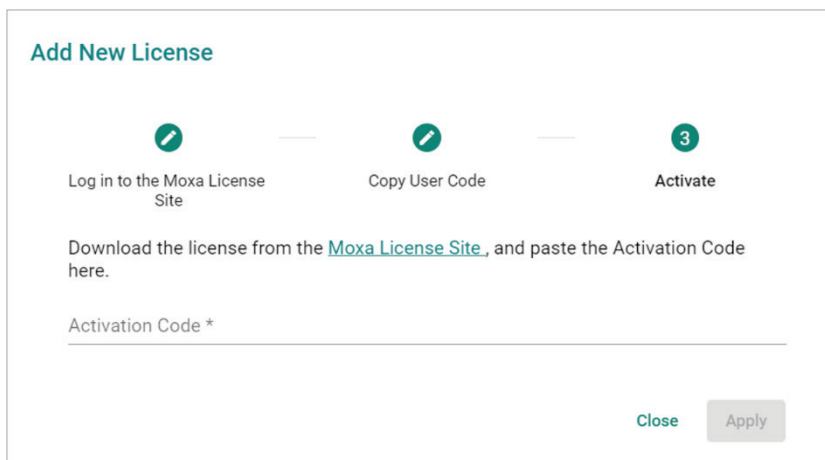 Add New License
3
Log in to the Moxa License
Site
Copy User Code
Activate
Download the license from the Moxa License Site , and paste the Activation Code
here.
Activation Code *
Close
Apply